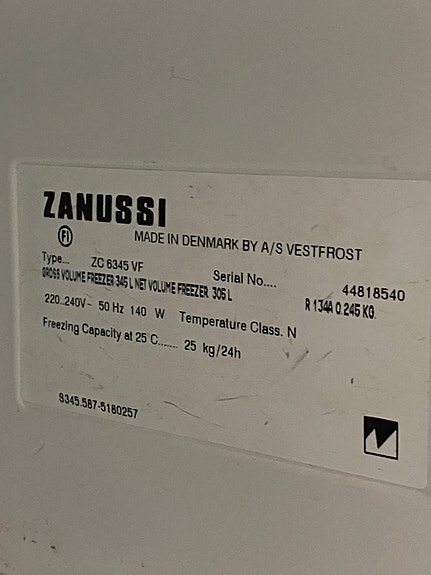 ZANUSSI
FI
MADE IN DENMARK BY A/S VESTFROST
Type... ZC 6345 VF Serial No.... 44818540
GROSS VOLUME FREEZER 345 L NET VOLUME FREEZER 305 L R 134A 0.245 KG.
220..240V~ 50 Hz 140 W Temperature Class. N
Freezing Capacity at 25 C....... 25 kg/24h
S345.587-5180257